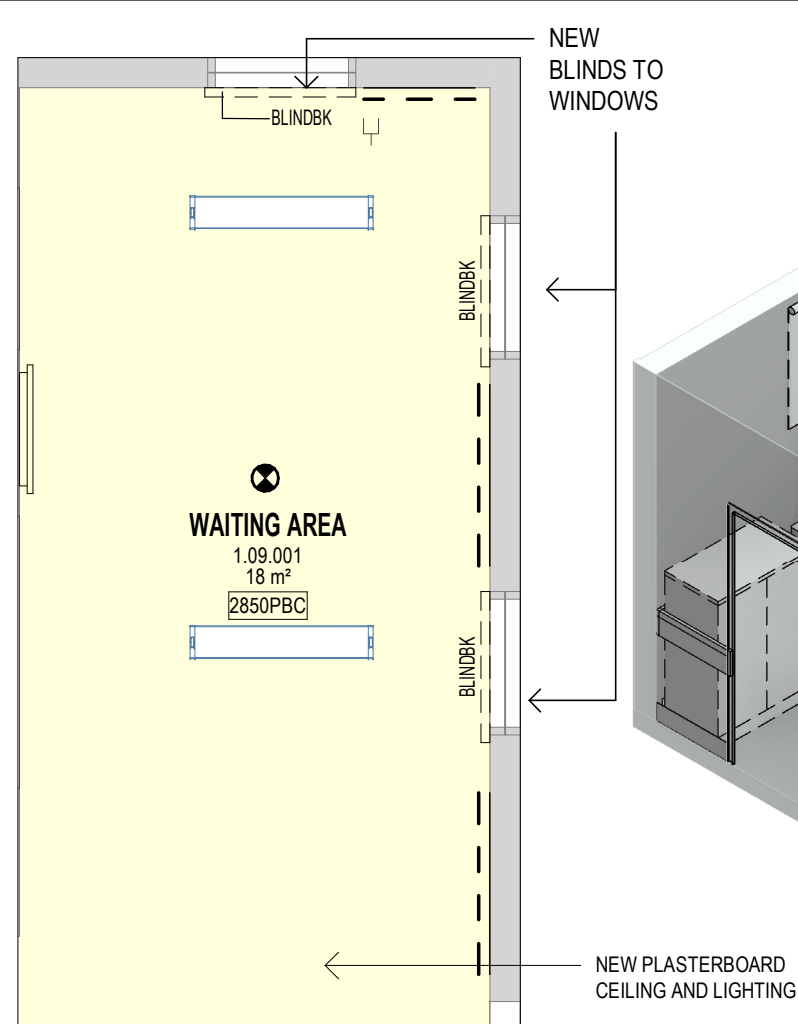 NEW
BLINDS TO
WINDOWS
BLINDBK
BLINDBK
WAITING AREA
1.09.001
18 m²
2850PBC
BLINDBK
NEW PLASTERBOARD
CEILING AND LIGHTING